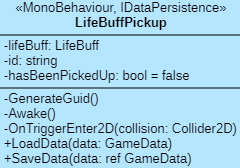 «MonoBehaviour, IDataPersistence»
LifeBuffPickup
-lifeBuff: LifeBuff
-id: string
-hasBeenPickedUp: bool = false
-GenerateGuid()
-Awake()
-OnTriggerEnter2D(collision: Collider2D)
+LoadData(data: GameData)
+SaveData(data: ref GameData)